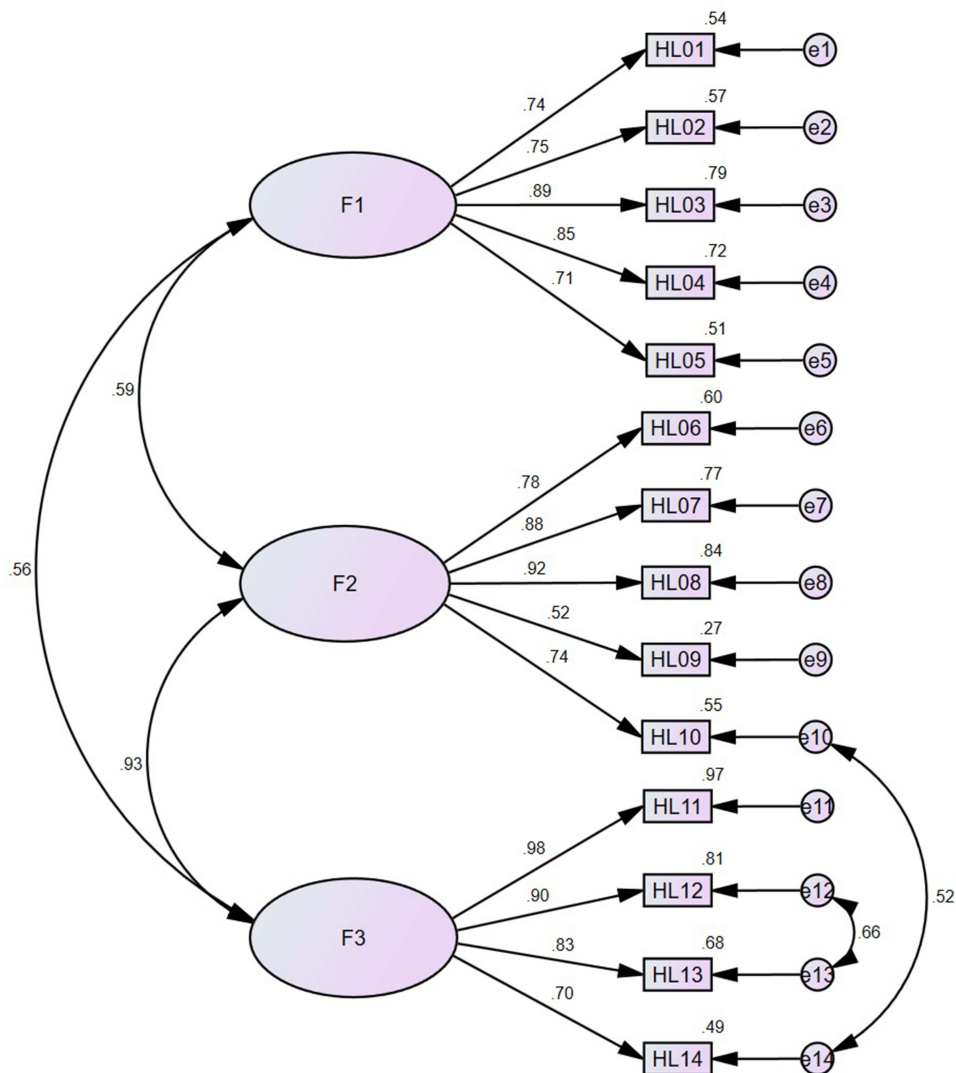 .54
HL01
e1
.74
.57
HL02
e2
.75
.79
HL03
e3
.89
F1
.72
HL04
e4
.85
.51
HL05
e5
.71
.59
.60
HL06
e6
.78
.77
HL07
e7
.88
.84
HL08
e8
.92
F2
.56
.27
HL09
e9
.52
.55
HL10
e10
.74
.93
.97
HL11
e11
.98
.81
HL12
e12
.90
.52
.66
F3
.68
HL13
e13
.83
.49
HL14
e14
.70